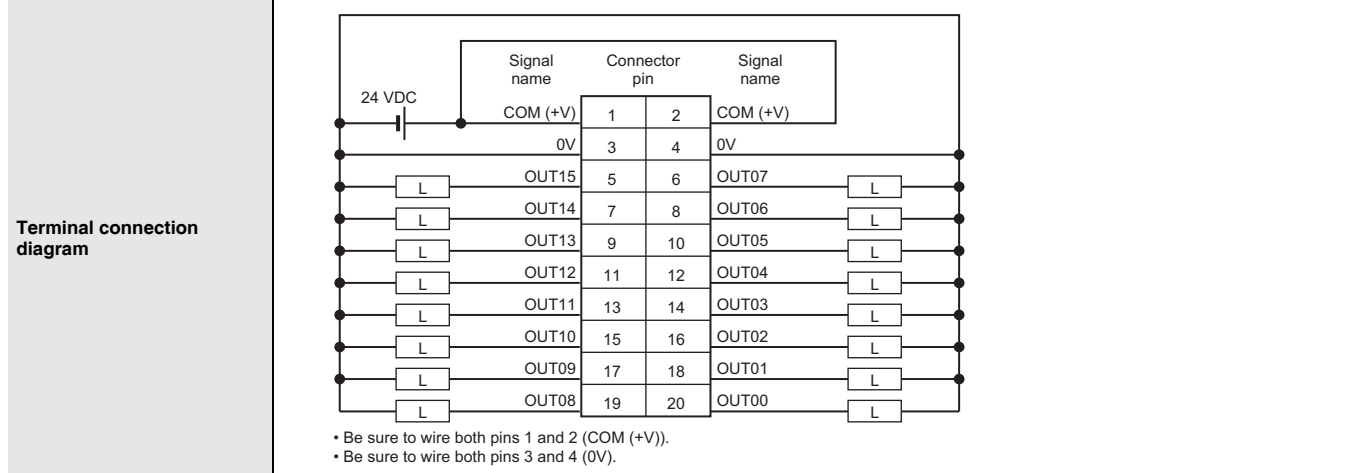 Terminal connection
diagram
Signal name
Connector pin
Signal name
24 VDC
COM (+V) 1 2 COM (+V)
0V 3 4 0V
L OUT15 5 6 OUT07 L
L OUT14 7 8 OUT06 L
L OUT13 9 10 OUT05 L
L OUT12 11 12 OUT04 L
L OUT11 13 14 OUT03 L
L OUT10 15 16 OUT02 L
L OUT09 17 18 OUT01 L
L OUT08 19 20 OUT00 L
• Be sure to wire both pins 1 and 2 (COM (+V)).
• Be sure to wire both pins 3 and 4 (0V).